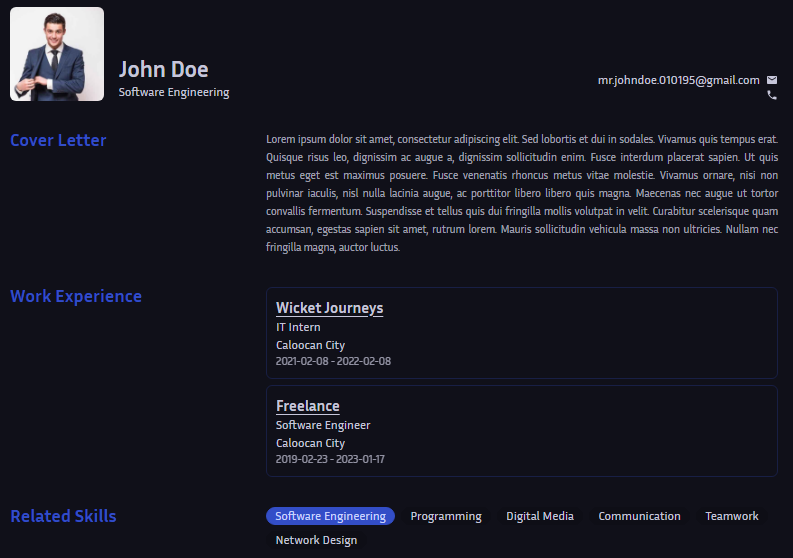 John Doe
Software Engineering
mr.johndoe.010195@gmail.com
Cover Letter
Lorem ipsum dolor sit amet, consectetur adipiscing elit. Sed lobortis et dui in sodales. Vivamus quis tempus erat.
Quisque risus leo, dignissim ac augue a, dignissim sollicitudin enim. Fusce interdum placerat sapien. Ut quis
metus eget est maximus posuere. Fusce venenatis rhoncus metus vitae molestie. Vivamus ornare, nisi non
pulvinar iaculis, nisl nulla lacinia augue, ac porttitor libero libero quis magna. Maecenas nec augue ut tortor
convallis fermentum. Suspendisse et tellus quis dui fringilla mollis volutpat in velit. Curabitur scelerisque quam
accumsan, egestas sapien sit amet, rutrum lorem. Mauris sollicitudin vehicula massa non ultricies. Nullam nec
fringilla magna, auctor luctus.
Work Experience
Wicket Journeys
IT Intern
Caloocan City
2021-02-08 - 2022-02-08
Freelance
Software Engineer
Caloocan City
2019-02-23 - 2023-01-17
Related Skills
Software Engineering Programming Digital Media Communication Teamwork
Network Design